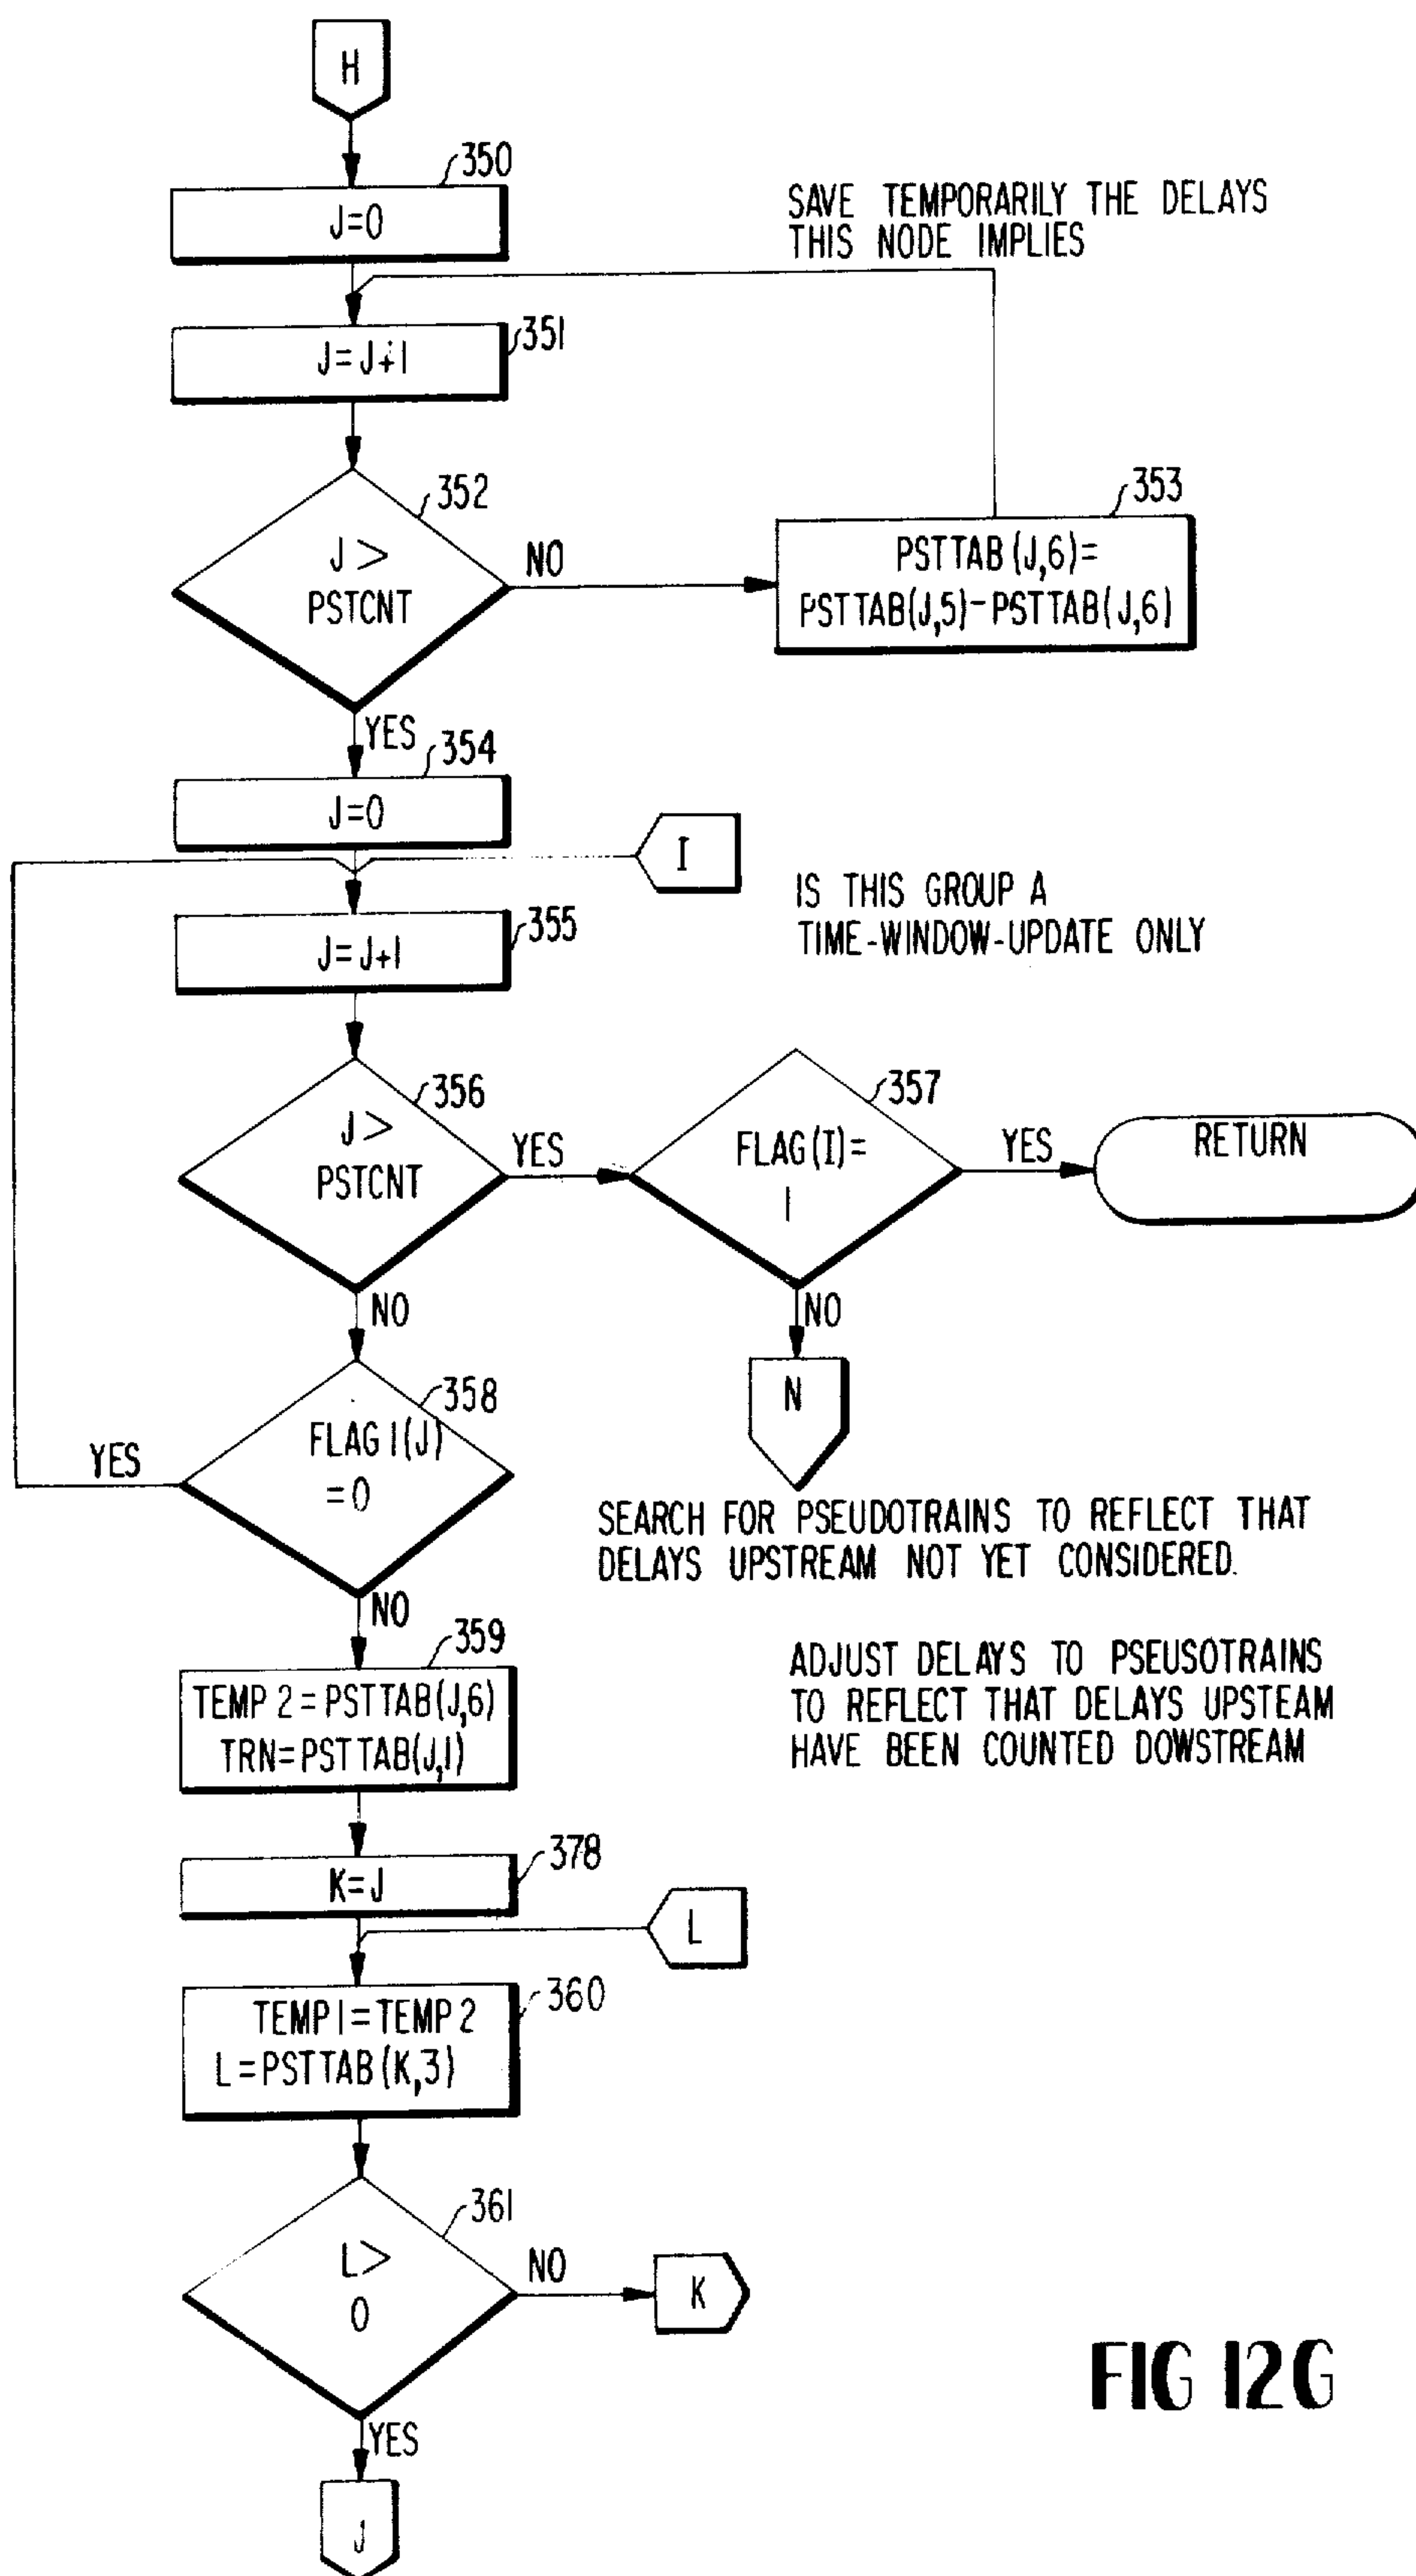 H
350
J=0
SAVE TEMPORARILY THE DELAYS
THIS NODE IMPLIES
351
J=J+1
352
J >
PSTCNT
NO
353
PSTTAB (J,6)=
PSTTAB(J,5)-PSTTAB(J,6)
YES
354
J=0
I
IS THIS GROUP A
TIME-WINDOW-UPDATE ONLY
355
J=J+1
356
J >
PSTCNT
YES
357
FLAG(I)=
1
YES
RETURN
NO
NO
N
358
FLAG 1(J)
=0
YES
SEARCH FOR PSEUDOTRAINS TO REFLECT THAT
DELAYS UPSTREAM NOT YET CONSIDERED.
NO
359
TEMP 2 = PSTTAB(J,6)
TRN=PSTTAB(J,1)
ADJUST DELAYS TO PSEUSOTRAINS
TO REFLECT THAT DELAYS UPSTEAM
HAVE BEEN COUNTED DOWSTREAM
378
K=J
L
360
TEMP1=TEMP 2
L=PSTTAB(K,3)
361
L>
0
NO
K
YES
J
FIG 12G